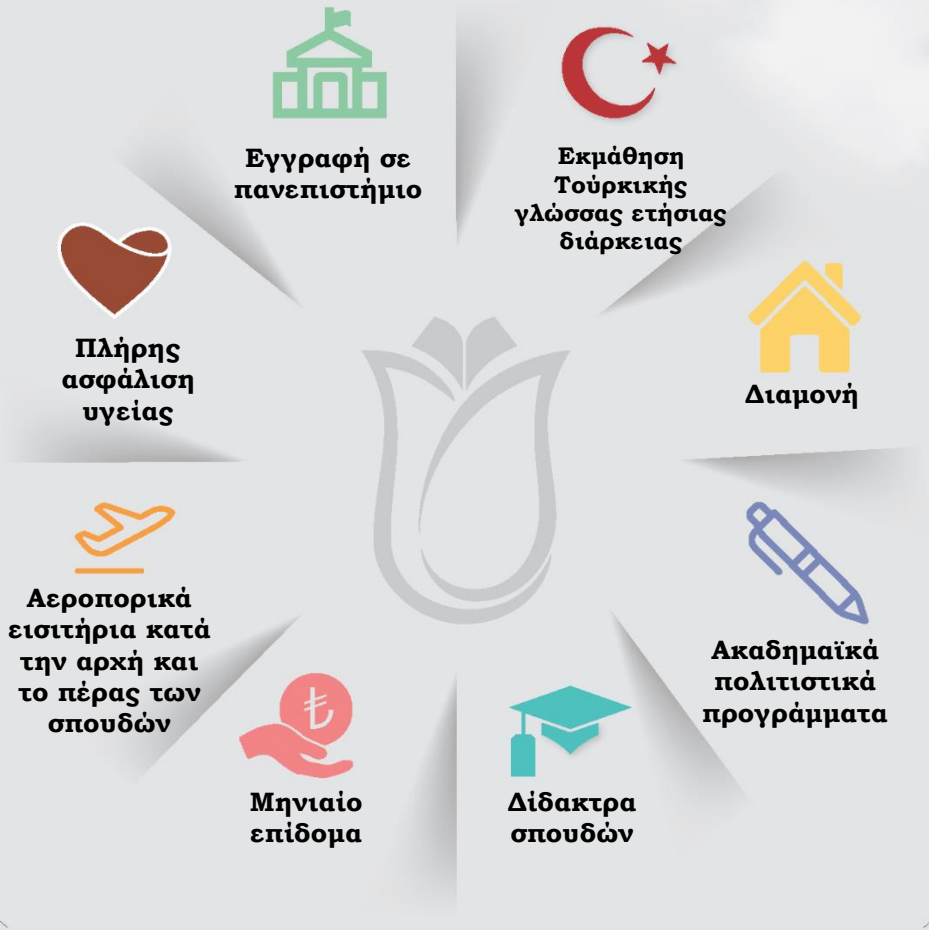 Εγγραφή σε
πανεπιστήμιο
Εκμάθηση
Τούρκικής
γλώσσας ετήσιας
διάρκειας
Πλήρης
ασφάλιση
υγείας
Διαμονή
Αεροπορικά
εισιτήρια κατά
την αρχή και
το πέρας των
σπουδών
Ακαδημαϊκά
πολιτιστικά
προγράμματα
Μηνιαίο
επίδομα
Δίδακτρα
σπουδών